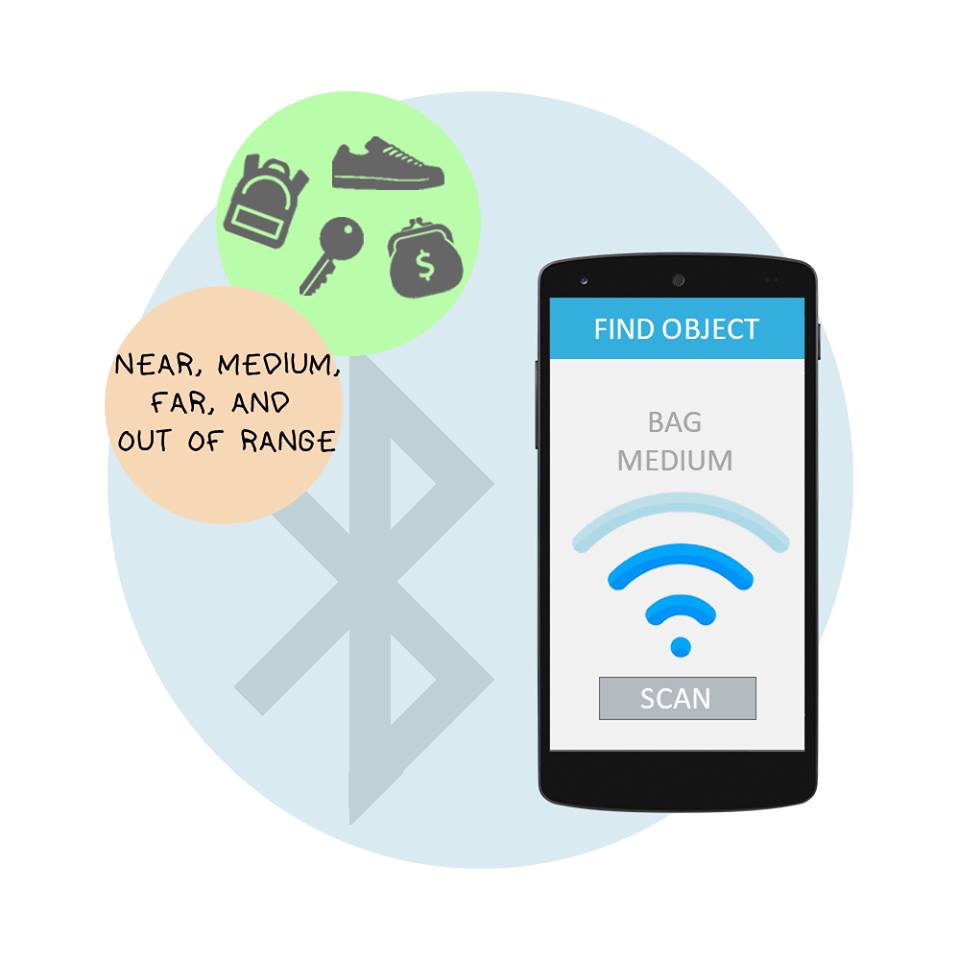 $
NEAR, MEDIUM,
FAR, AND
OUT OF RANGE
FIND OBJECT
BAG
MEDIUM
SCAN